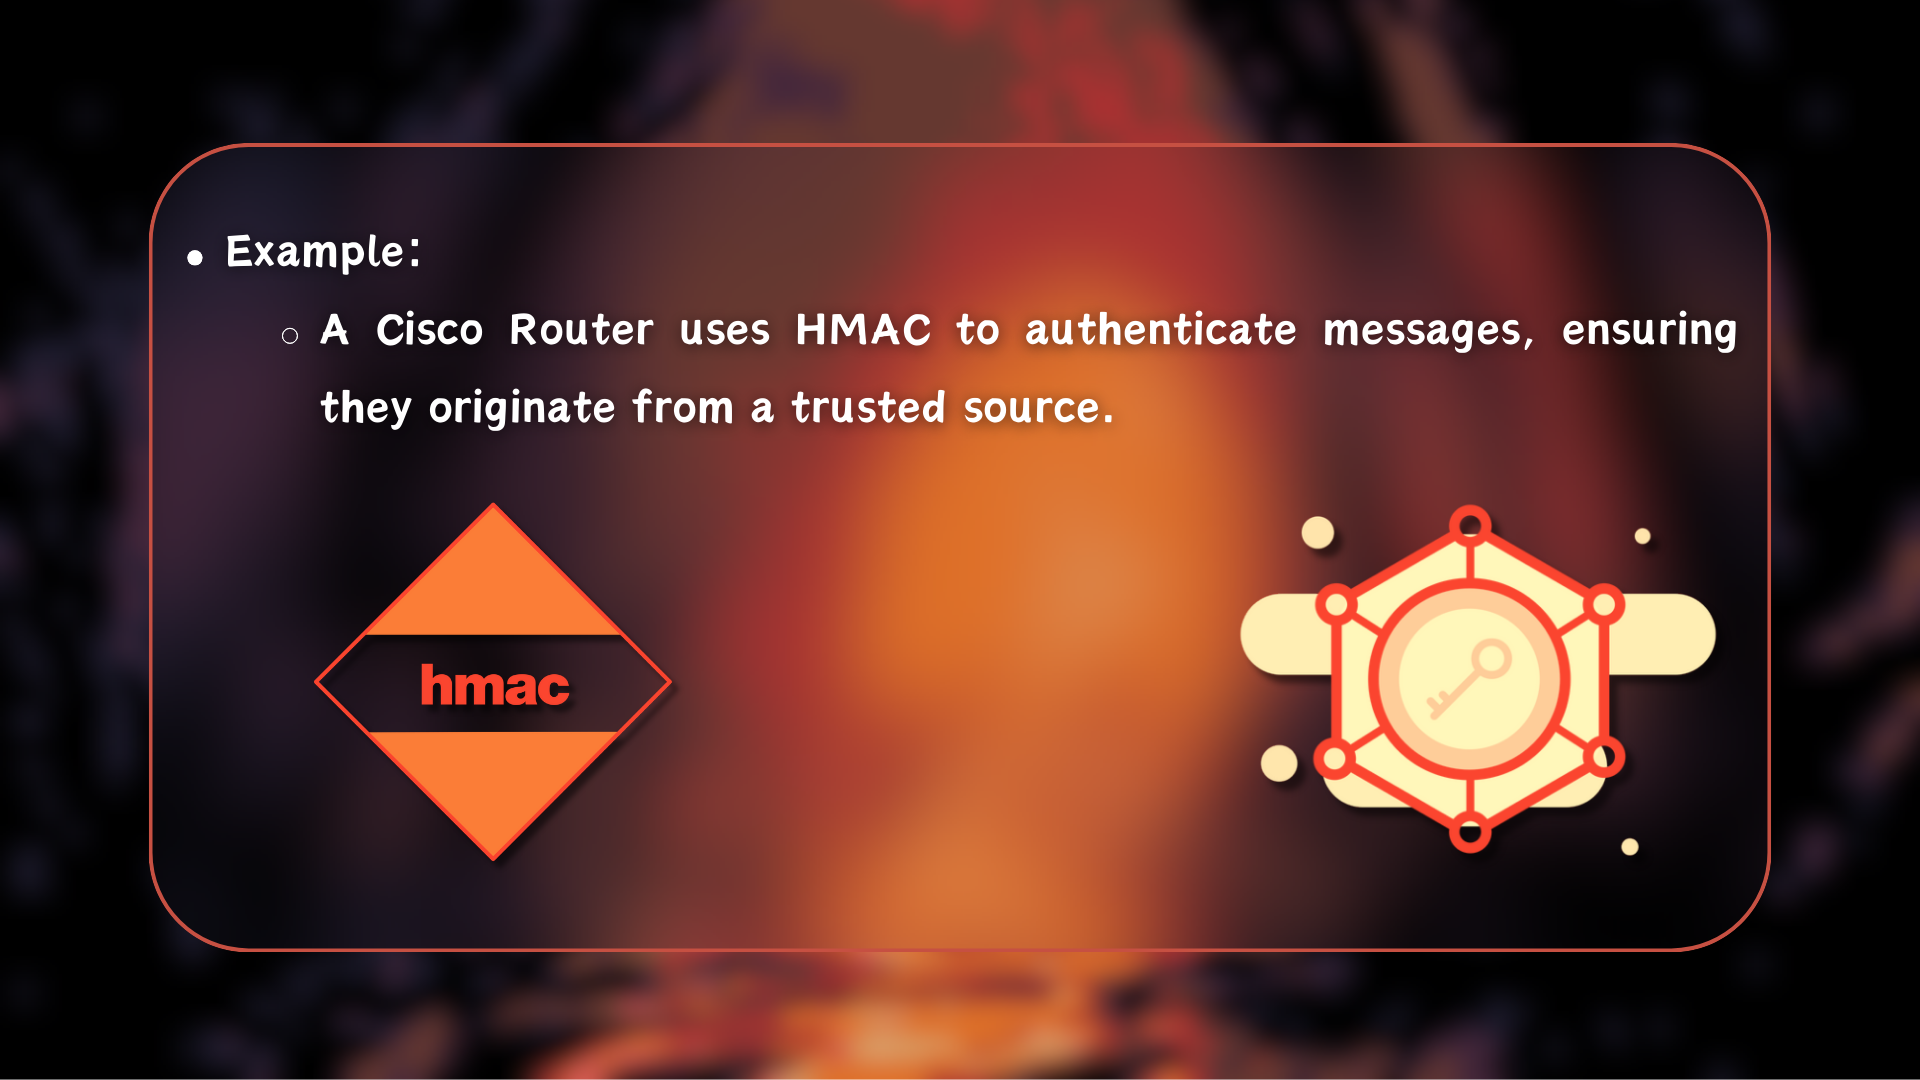 • Example:
○ A Cisco Router uses HMAC to authenticate messages, ensuring
they originate from a trusted source.
hmac